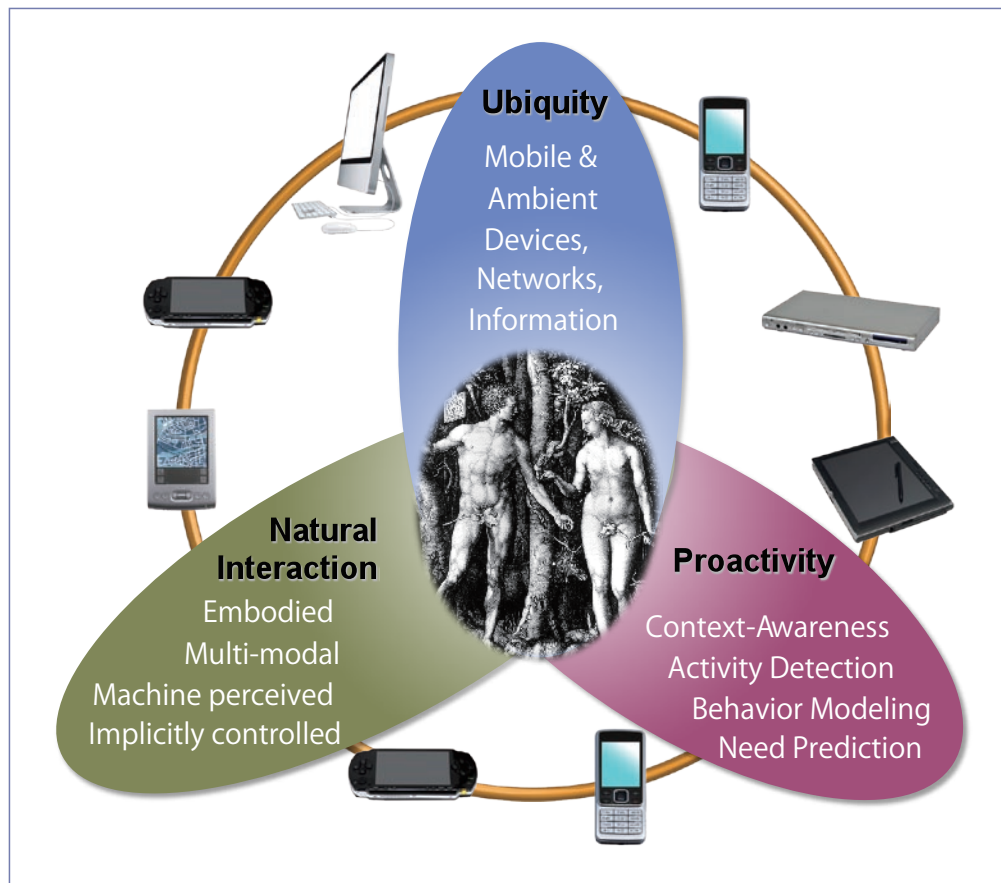 Ubiquity
Mobile &
Ambient
Devices,
Networks,
Information
Natural
Interaction
Embodied
Multi-modal
Machine perceived
Implicitly controlled
Proactivity
Context-Awareness
Activity Detection
Behavior Modeling
Need Prediction